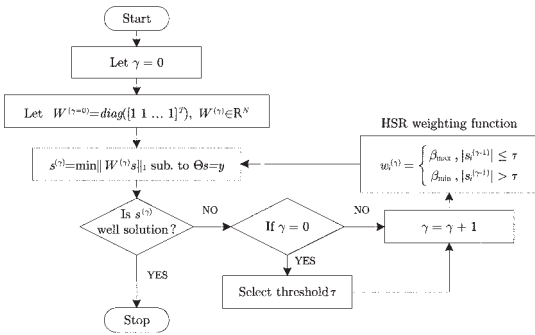 Start
Let γ = 0
Let W^(γ=0)=diag([1 1 ... 1]^T), W^(γ)∈R^N
HSR weighting function
s^(γ)=min‖ W^(γ)s‖₁ sub. to Θs=y
w_i^(γ) = { β_max , |s_i^(γ-1)| ≤ τ
β_min , |s_i^(γ-1)| > τ
Is s^(γ)
well solution?
NO
If γ = 0
NO
γ = γ + 1
YES
YES
Select threshold τ
Stop